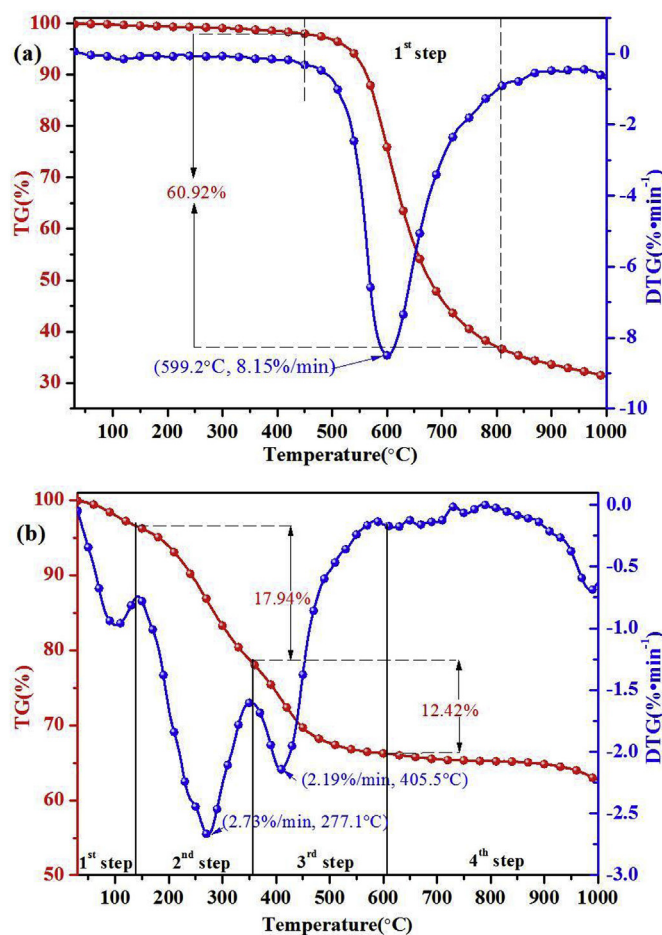 (a)
1st step
100
90
80
70
60
50
40
30
TG(%)
60.92%
(599.2°C, 8.15%/min)
0
-2
-4
-6
-8
-10
DTG(%•min-1)
100 200 300 400 500 600 700 800 900 1000
Temperature(°C)
(b)
100
90
80
70
60
50
TG(%)
17.94%
12.42%
(2.19%/min, 405.5°C)
(2.73%/min, 277.1°C)
1st step 2nd step 3rd step 4th step
0.0
-0.5
-1.0
-1.5
-2.0
-2.5
-3.0
DTG(%•min-1)
100 200 300 400 500 600 700 800 900 1000
Temperature(°C)